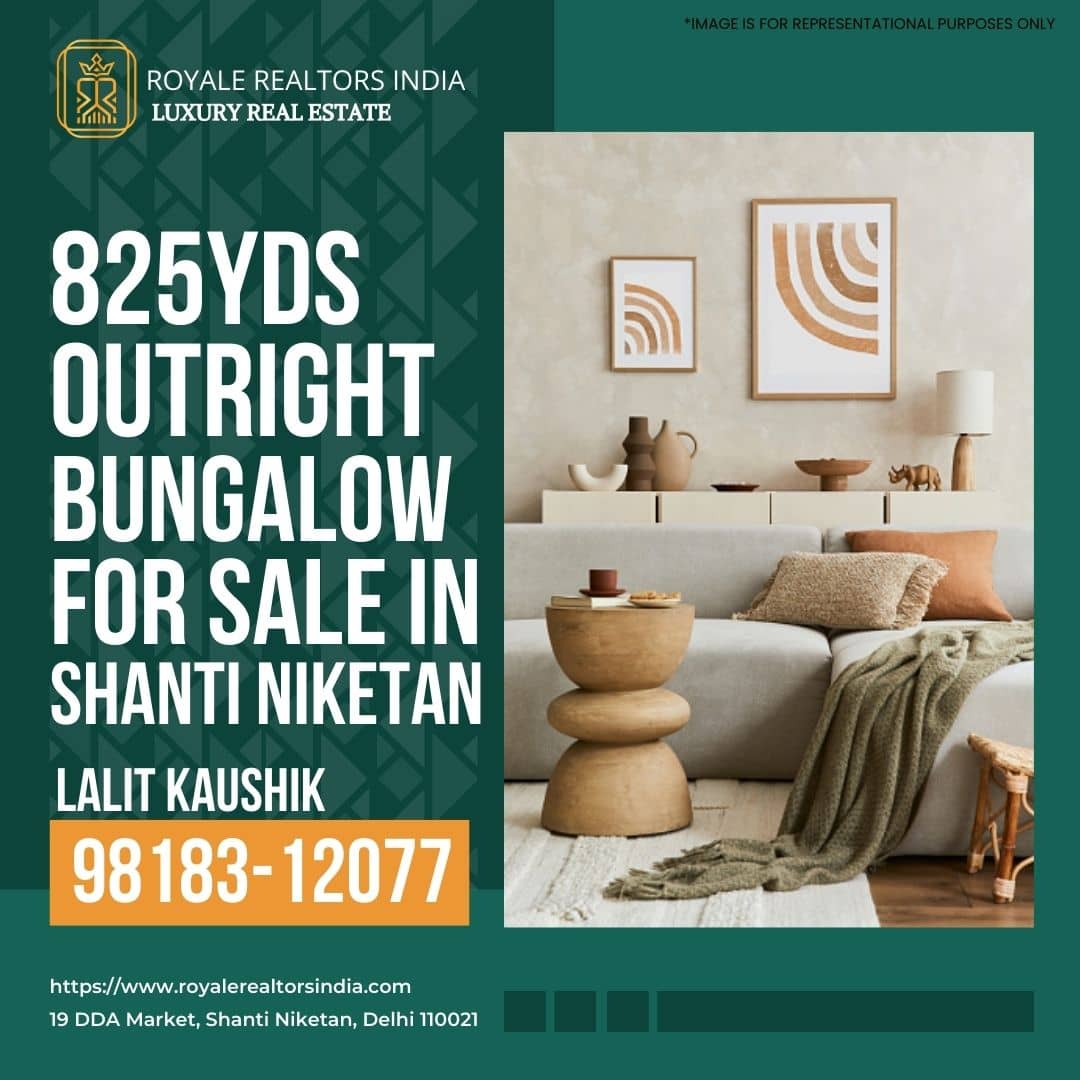 *IMAGE IS FOR REPRESENTATIONAL PURPOSES ONLY
ROYALE REALTORS INDIA
LUXURY REAL ESTATE
825YDS
OUTRIGHT
BUNGALOW
FOR SALE IN
SHANTI NIKETAN
LALIT KAUSHIK
98183-12077
https://www.royalerealtorsindia.com
19 DDA Market, Shanti Niketan, Delhi 110021